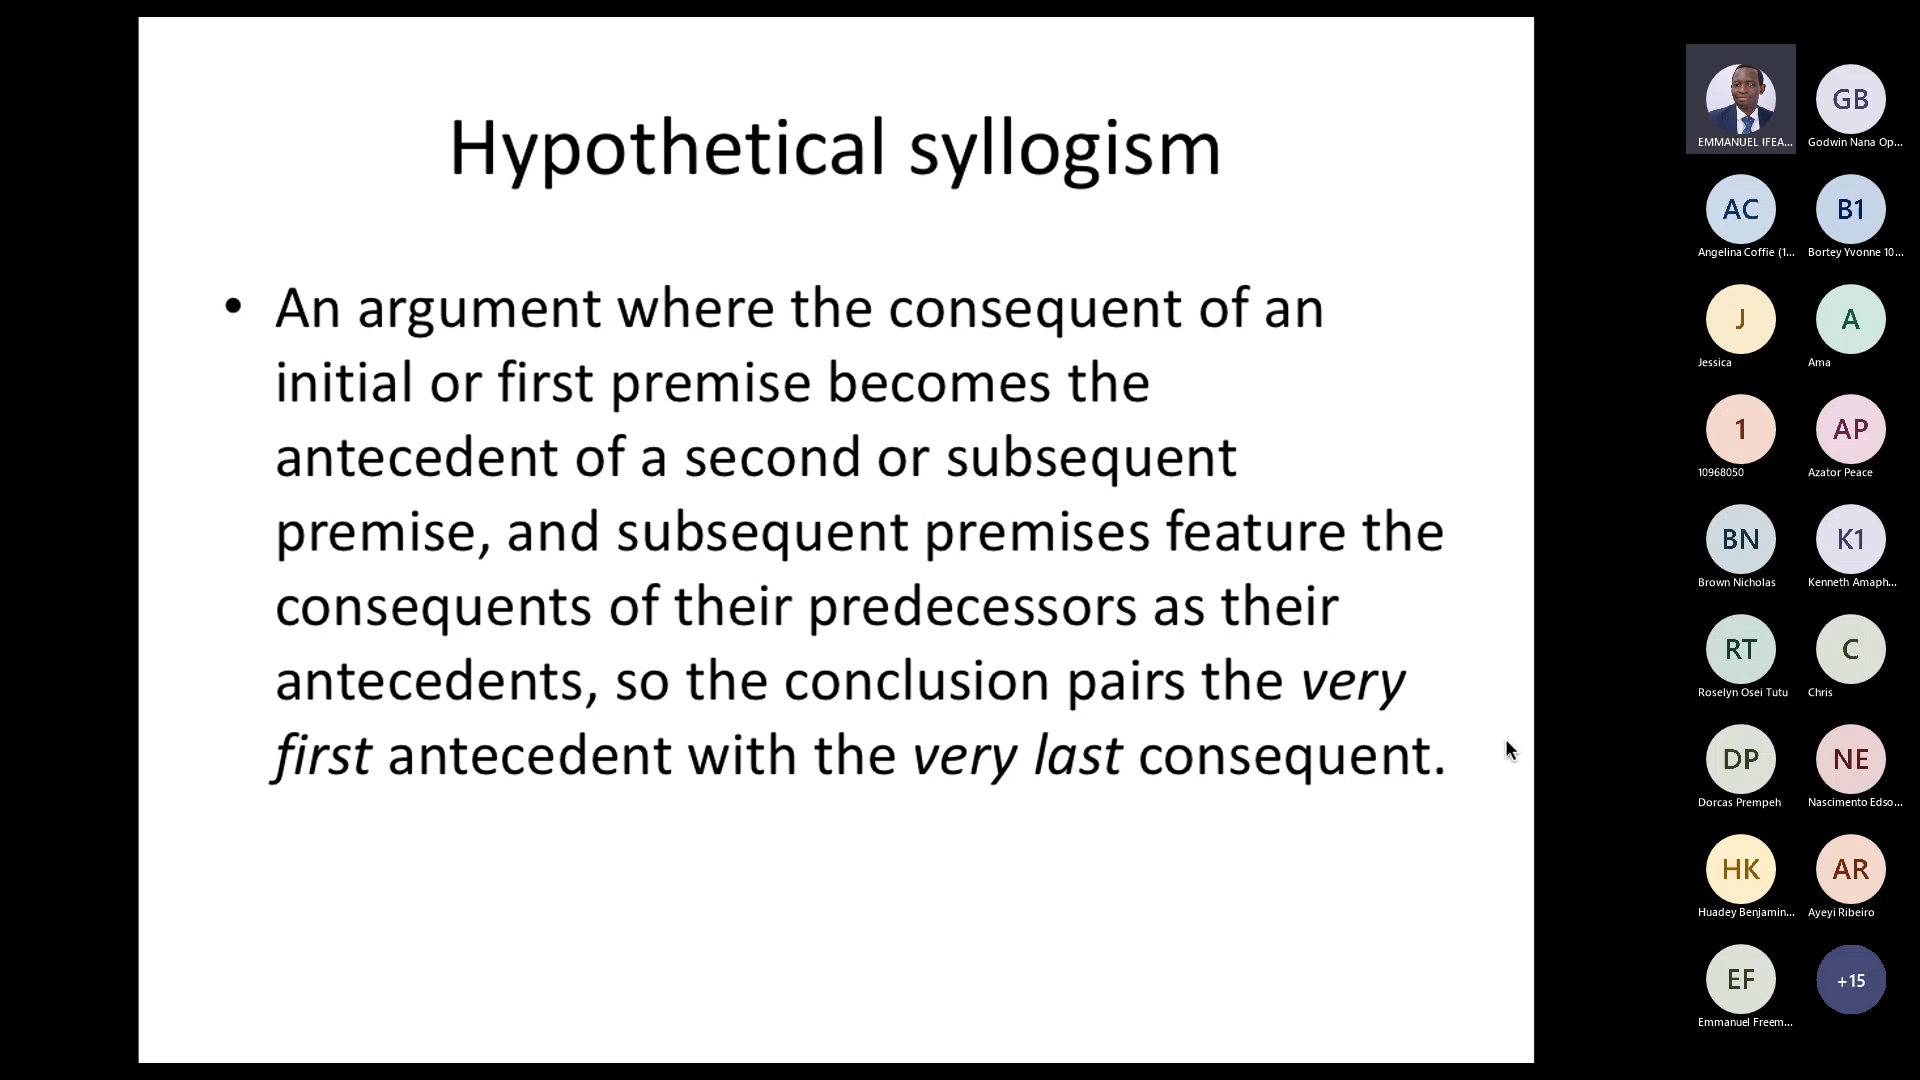 Hypothetical syllogism
• An argument where the consequent of an
initial or first premise becomes the
antecedent of a second or subsequent
premise, and subsequent premises feature the
consequents of their predecessors as their
antecedents, so the conclusion pairs the very
first antecedent with the very last consequent.
EMMANUEL IFEA...
GB
Godwin Nana Op...
AC
Angelina Coffie (1...
B1
Bortey Yvonne 10...
J
Jessica
A
Ama
1
10968050
AP
Azator Peace
BN
Brown Nicholas
K1
Kenneth Amaph...
RT
Roselyn Osei Tutu
C
Chris
DP
Dorcas Prempeh
NE
Nascimento Edso...
HK
Huadey Benjamin...
AR
Ayeyi Ribeiro
EF
Emmanuel Freem...
+15